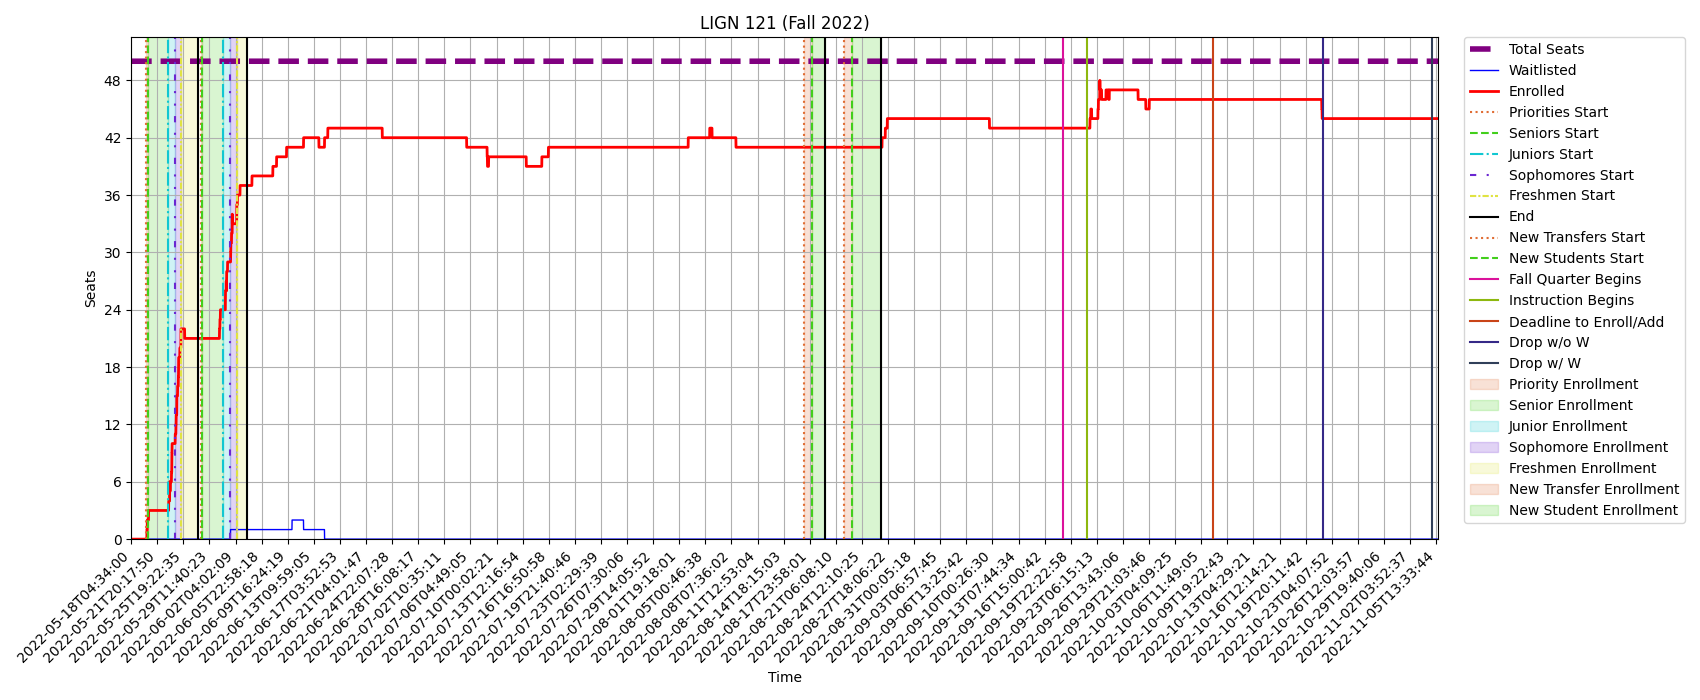 LIGN 121 (Fall 2022)
Seats
48
42
36
30
24
18
12
6
0
2022-05-18T04:34:00
2022-05-21T20:17:50
2022-05-25T19:22:35
2022-05-29T11:40:23
2022-06-02T04:02:09
2022-06-05T22:58:18
2022-06-09T16:24:19
2022-06-13T09:59:05
2022-06-17T03:52:53
2022-06-21T04:01:47
2022-06-24T22:07:28
2022-06-28T16:08:17
2022-07-02T10:35:11
2022-07-06T04:49:05
2022-07-10T00:02:21
2022-07-13T12:16:54
2022-07-16T16:50:58
2022-07-19T21:40:46
2022-07-23T02:29:39
2022-07-26T07:30:06
2022-07-29T14:05:52
2022-08-01T19:18:01
2022-08-05T00:46:38
2022-08-08T07:36:02
2022-08-11T12:53:04
2022-08-14T18:15:03
2022-08-17T23:58:01
2022-08-21T06:08:10
2022-08-24T12:10:25
2022-08-27T18:06:22
2022-08-31T00:05:18
2022-09-03T06:57:45
2022-09-06T13:25:42
2022-09-10T00:26:30
2022-09-13T07:44:34
2022-09-16T15:00:42
2022-09-19T22:22:58
2022-09-23T06:15:13
2022-09-26T13:43:06
2022-09-29T21:03:46
2022-10-03T04:09:25
2022-10-06T11:49:05
2022-10-09T19:22:43
2022-10-13T04:29:21
2022-10-16T12:14:21
2022-10-19T20:11:42
2022-10-23T04:07:52
2022-10-26T12:03:57
2022-10-29T19:40:06
2022-11-02T03:52:37
2022-11-05T13:33:44
Time
Total Seats
Waitlisted
Enrolled
Priorities Start
Seniors Start
Juniors Start
Sophomores Start
Freshmen Start
End
New Transfers Start
New Students Start
Fall Quarter Begins
Instruction Begins
Deadline to Enroll/Add
Drop w/o W
Drop w/ W
Priority Enrollment
Senior Enrollment
Junior Enrollment
Sophomore Enrollment
Freshmen Enrollment
New Transfer Enrollment
New Student Enrollment